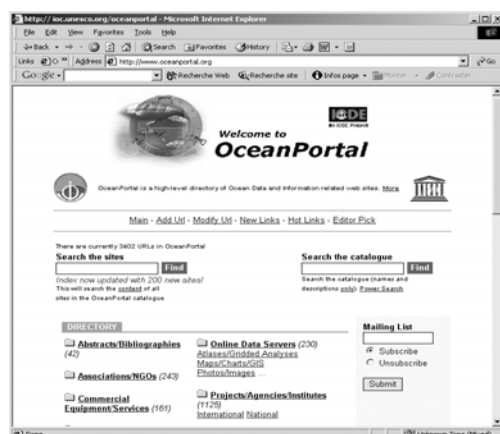 http:// ioc.unesco.org/oceanportal - Microsoft Internet Explorer
File Edit View Favorites Tools Help
Back Search Favorites History
Links Address http://www.oceanportal.org Go
Google Recherche Web Recherche site Infos page Contraster
IODE
AN IODE PROJECT
Welcome to
OceanPortal
OceanPortal is a high-level directory of Ocean Data and Information related web sites. More
Main - Add Url - Modify Url - New Links - Hot Links - Editor Pick
There are currently 3402 URLs in OceanPortal
Search the sites
Find
Index now updated with 200 new sites!
This will search the content of all
sites in the OceanPortal catalogue
Search the catalogue
Find
Search the catalogue (names and
descriptions only). Power Search
DIRECTORY
Abstracts/Bibliographies
(42)
Associations/NGOs (243)
Commercial
Equipment/Services (161)
Online Data Servers (230)
Atlases/Gridded Analyses
Maps/Charts/GIS
Photos/Images ...
Projects/Agencies/Institutes
(1125)
International National
Mailing List
Subscribe
Unsubscribe
Submit